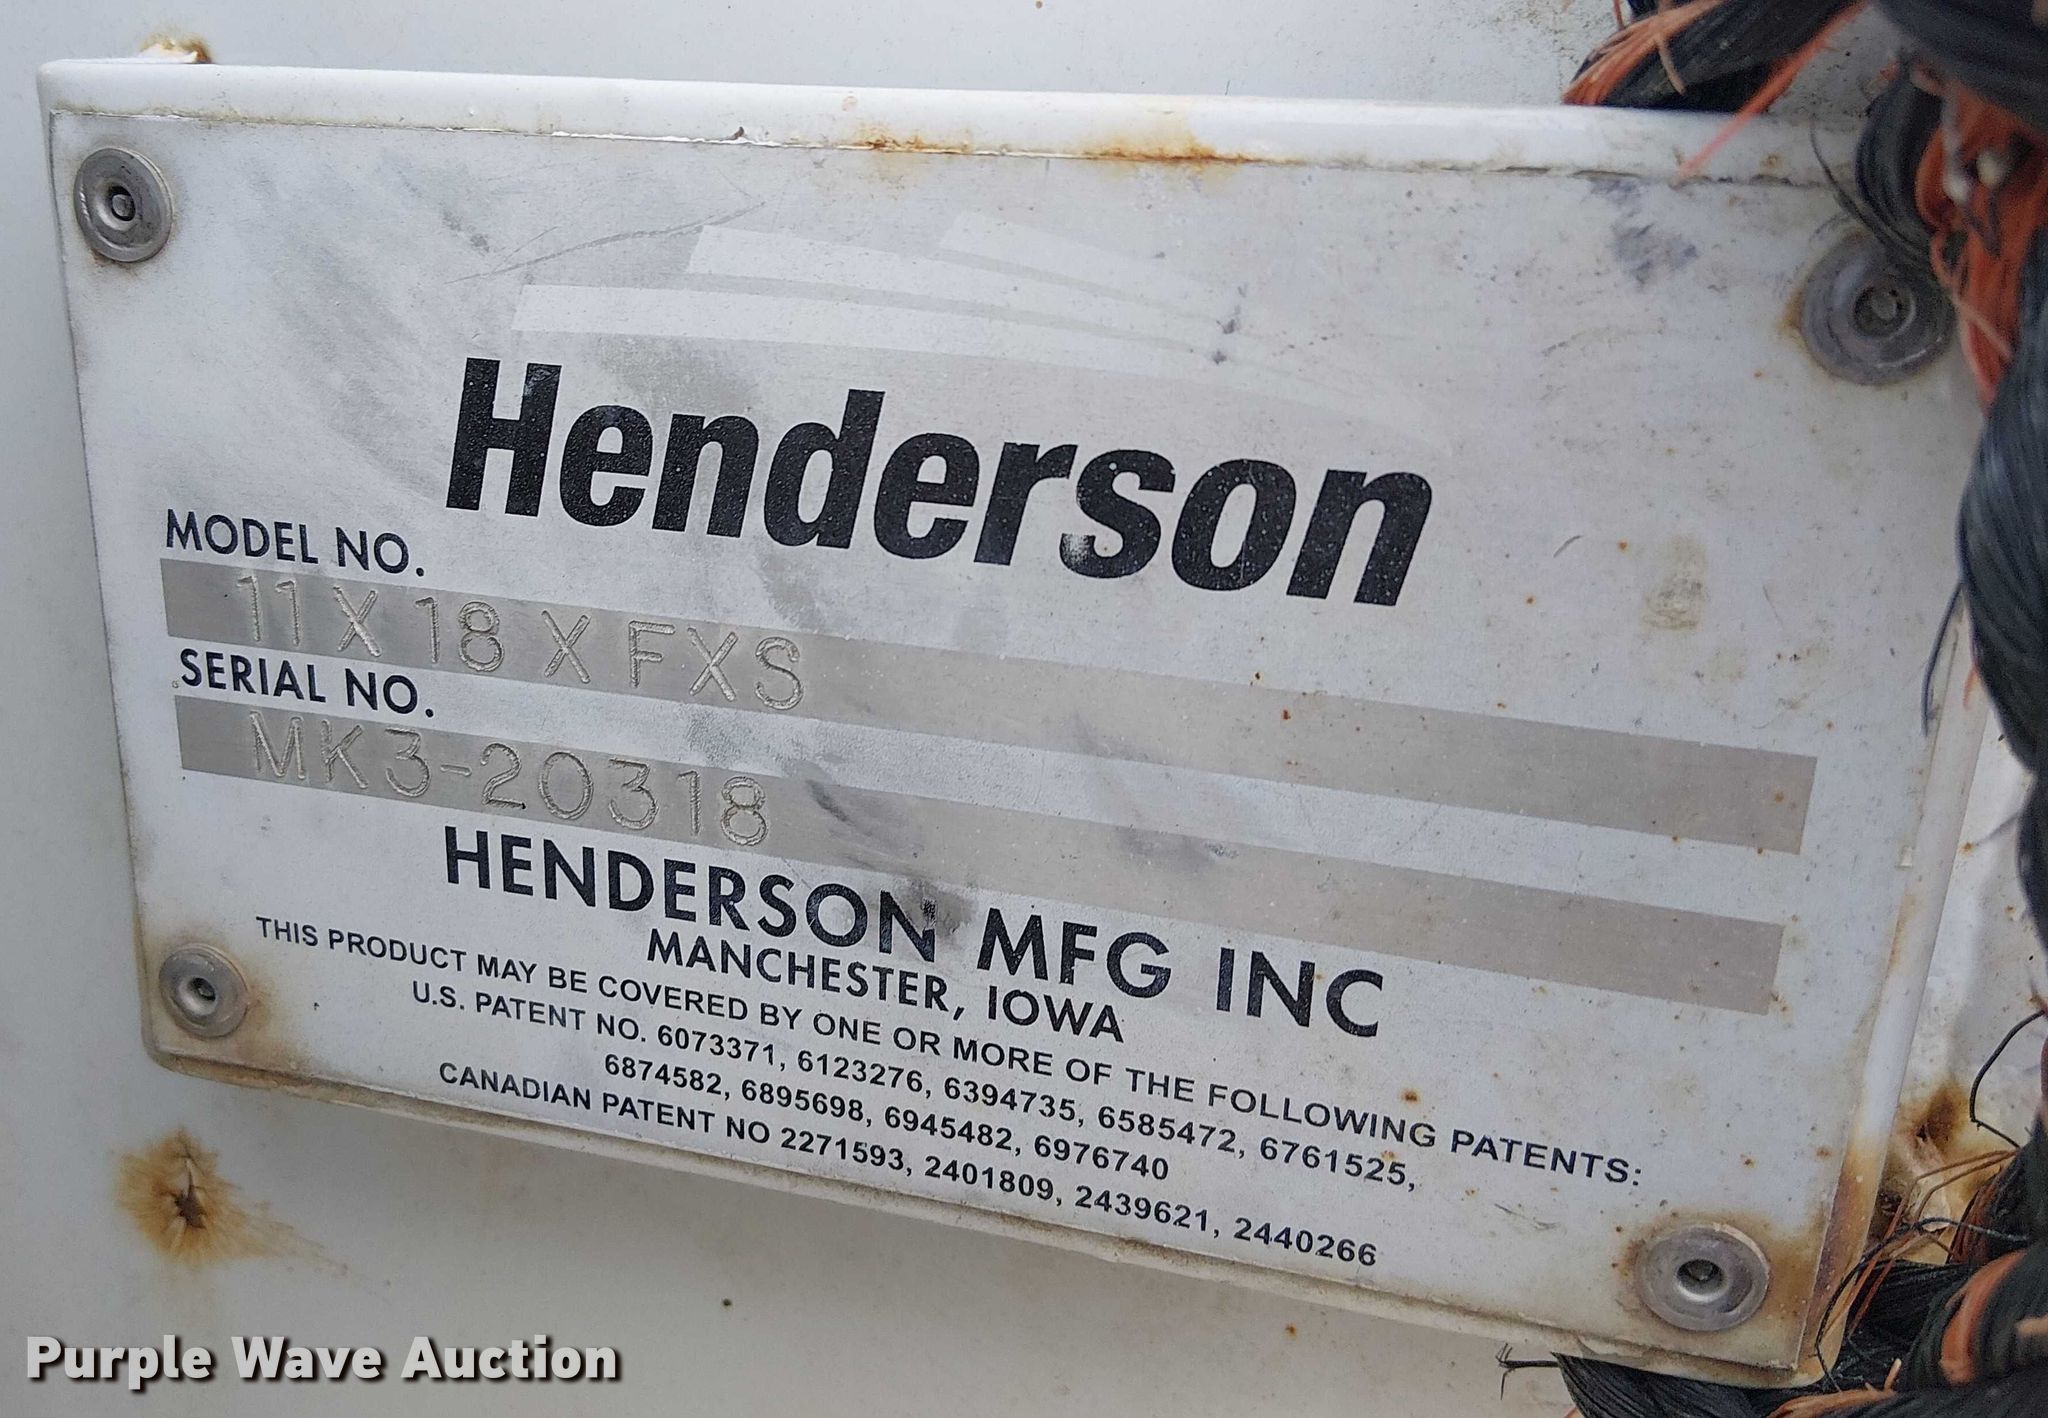 Henderson
MODEL NO.
11 X 18 X FXS
SERIAL NO.
MK3-20318
HENDERSON MFG INC
MANCHESTER, IOWA
THIS PRODUCT MAY BE COVERED BY ONE OR MORE OF THE FOLLOWING PATENTS:
U.S. PATENT NO. 6073371, 6123276, 6394735, 6585472, 6761525,
6874582, 6895698, 6945482, 6976740
CANADIAN PATENT NO 2271593, 2401809, 2439621, 2440266
Purple Wave Auction